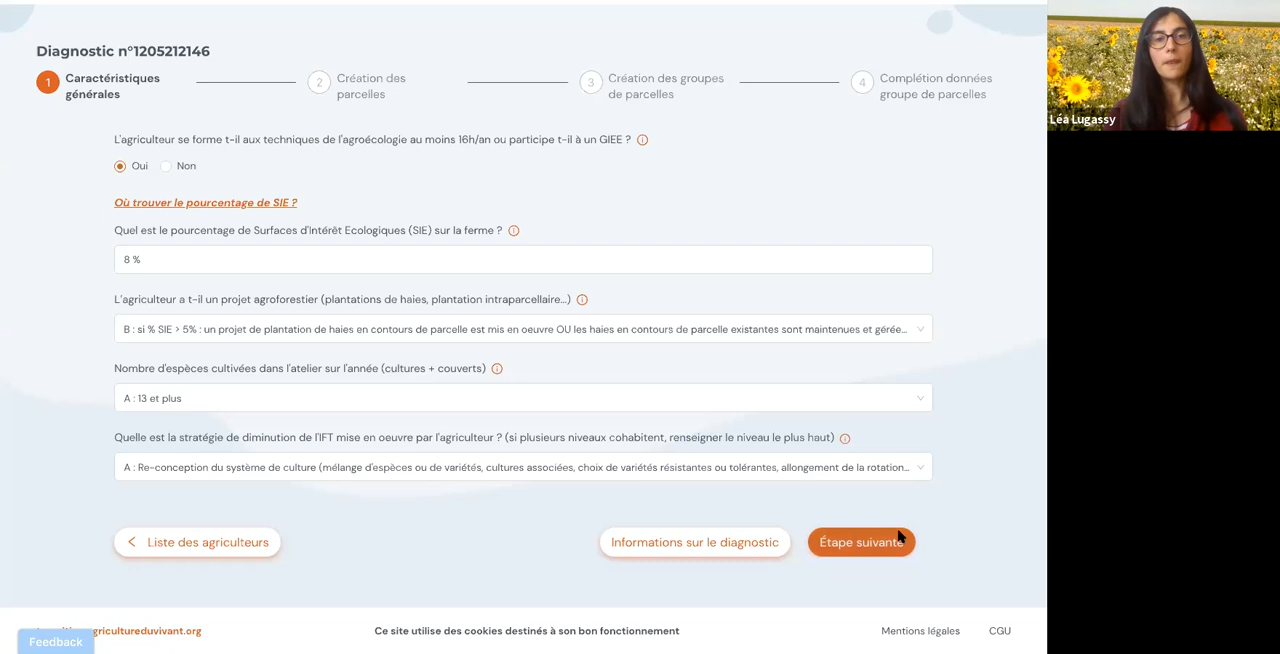 Diagnostic n°1205212146
1 Caractéristiques générales
2 Création des parcelles
3 Création des groupes de parcelles
4 Complétion données groupe de parcelles
Léa Lugassy
L'agriculteur se forme t-il aux techniques de l'agroécologie au moins 16h/an ou participe t-il à un GIEE ?
Oui Non
Où trouver le pourcentage de SIE ?
Quel est le pourcentage de Surfaces d'Intérêt Ecologiques (SIE) sur la ferme ?
8 %
L'agriculteur a t-il un projet agroforestier (plantations de haies, plantation intraparcellaire...)
B : si % SIE > 5% : un projet de plantation de haies en contours de parcelle est mis en oeuvre OU les haies en contours de parcelle existantes sont maintenues et gérée...
Nombre d'espèces cultivées dans l'atelier sur l'année (cultures + couverts)
A : 13 et plus
Quelle est la stratégie de diminution de l'IFT mise en oeuvre par l'agriculteur ? (si plusieurs niveaux cohabitent, renseigner le niveau le plus haut)
A : Re-conception du système de culture (mélange d'espèces ou de variétés, cultures associées, choix de variétés résistantes ou tolérantes, allongement de la rotation...
Liste des agriculteurs
Informations sur le diagnostic
Étape suivante
gricultureduvivant.org
Ce site utilise des cookies destinés à son bon fonctionnement
Mentions légales
CGU
Feedback